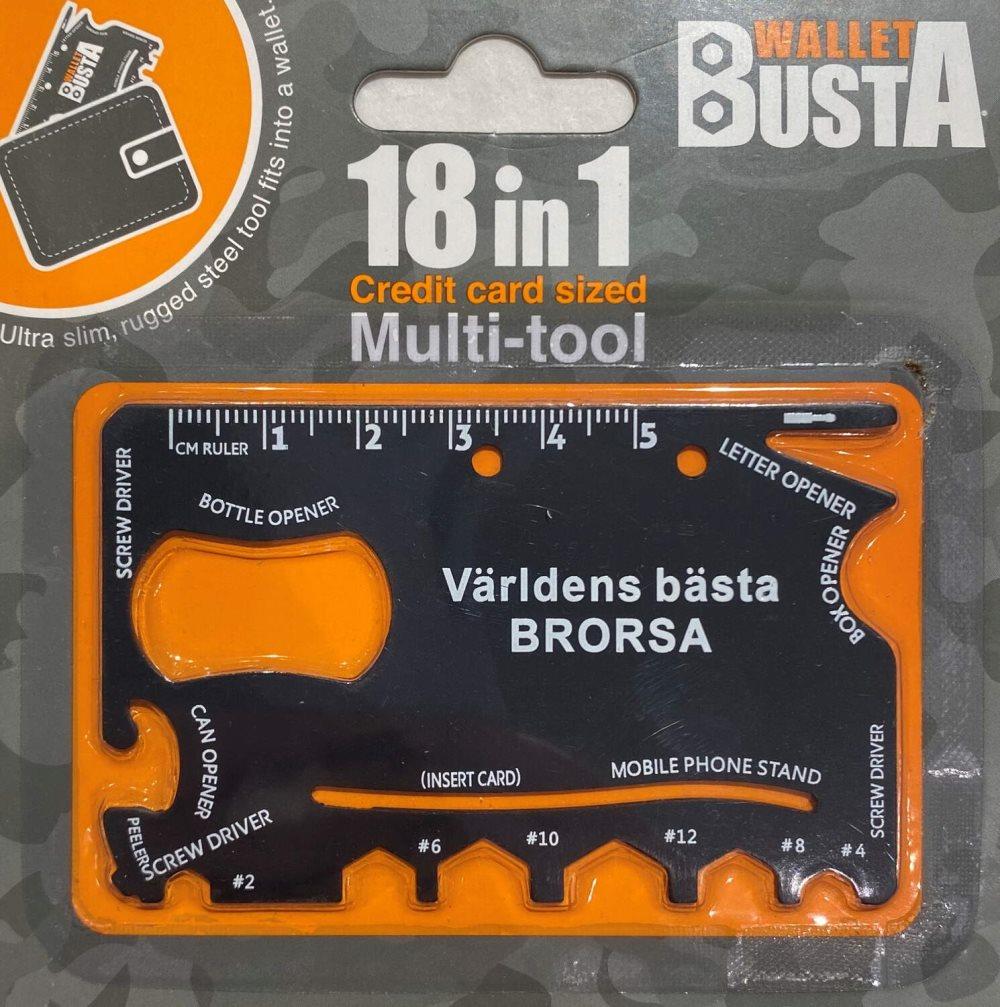 WALLET
BUSTA
WALLET
BUSTA
Ultra slim, rugged steel tool fits into a wallet.
18 in 1
Credit card sized
Multi-tool
CM RULER 1 2 3 4 5
SCREW DRIVER
BOTTLE OPENER
LETTER OPENER
BOX OPENER
Världens bästa
BRORSA
CAN OPENER
(INSERT CARD)
MOBILE PHONE STAND
SCREW DRIVER
PEELER
SCREW DRIVER
#2 #6 #10 #12 #8 #4